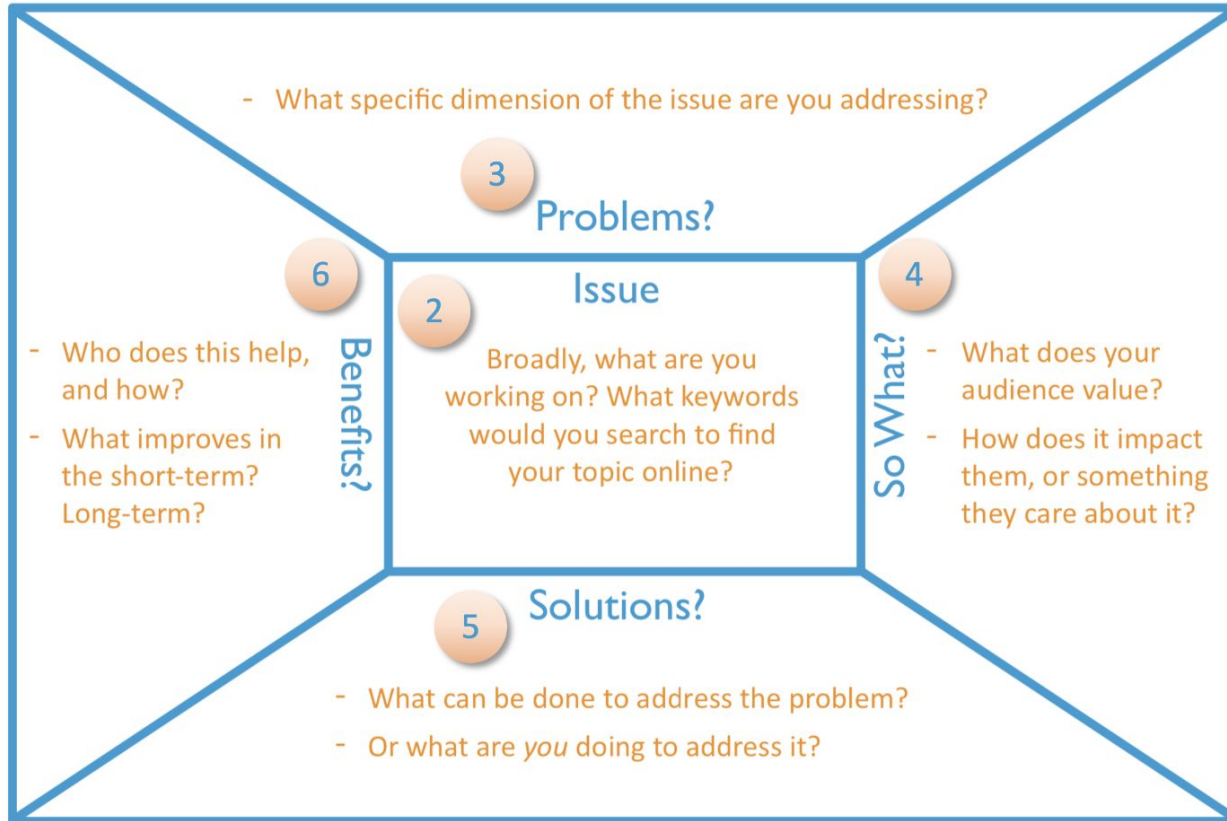 - What specific dimension of the issue are you addressing?
3
Problems?
2
Issue
Broadly, what are you
working on? What keywords
would you search to find
your topic online?
4
So What?
- What does your
audience value?
- How does it impact
them, or something
they care about it?
5
Solutions?
- What can be done to address the problem?
- Or what are you doing to address it?
6
Benefits?
- Who does this help,
and how?
- What improves in
the short-term?
Long-term?